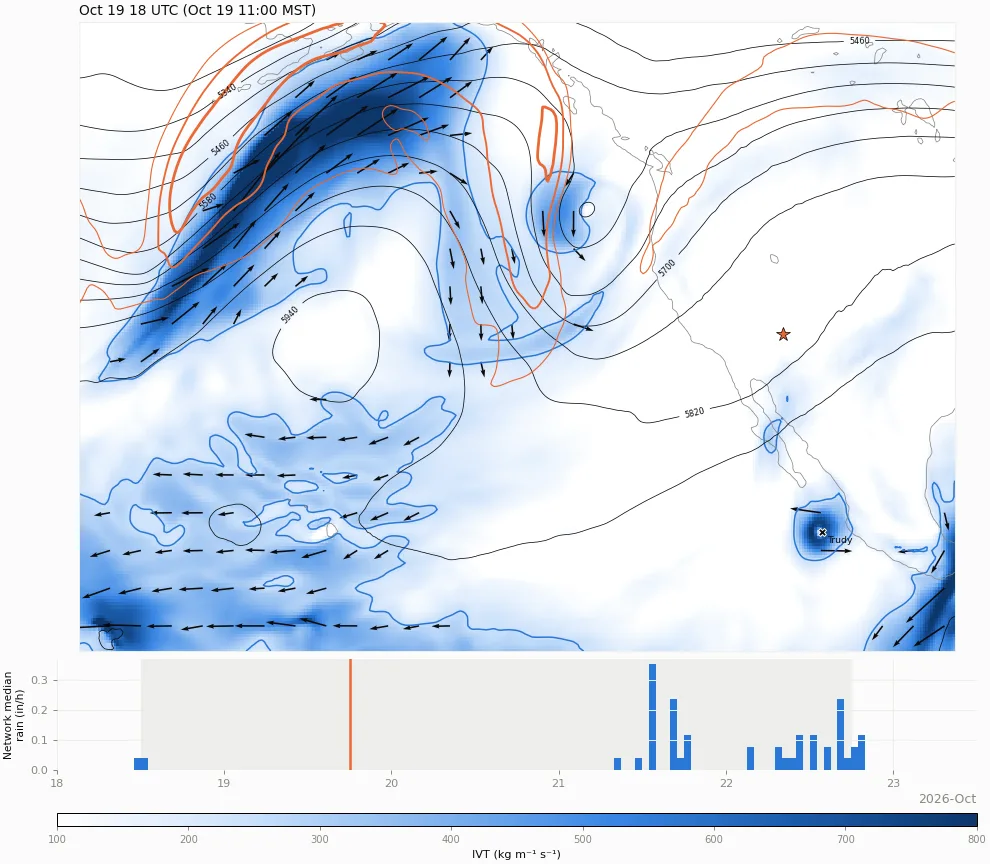 Oct 19 18 UTC (Oct 19 11:00 MST)
5460
5340
5460
5580
5700
5940
5820
Trudy
Network median
rain (in/h)
0.3
0.2
0.1
0.0
18 19 20 21 22 23
2026-Oct
100 200 300 400 500 600 700 800
IVT (kg m⁻¹ s⁻¹)